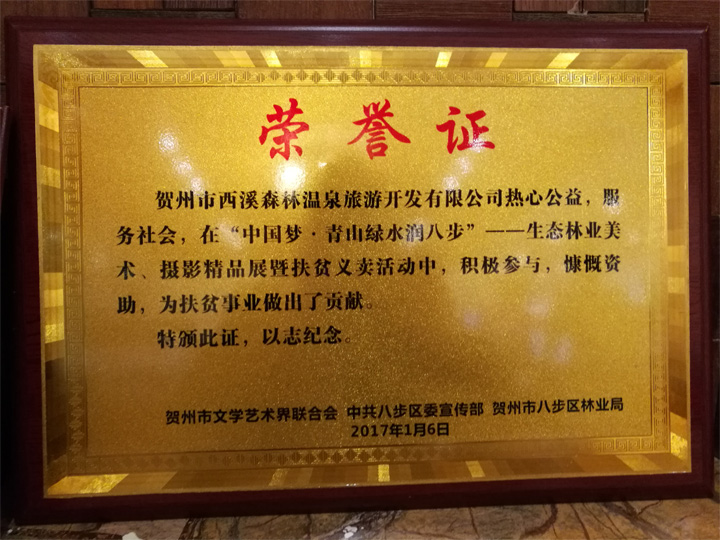 荣誉证
贺州市西溪森林温泉旅游开发有限公司热心公益，服
务社会，在“中国梦·青山绿水润八步”——生态林业美
术、摄影精品展暨扶贫义卖活动中，积极参与，慷慨资
助，为扶贫事业做出了贡献。
特颁此证，以志纪念。
贺州市文学艺术界联合会 中共八步区委宣传部 贺州市八步区林业局
2017年1月6日